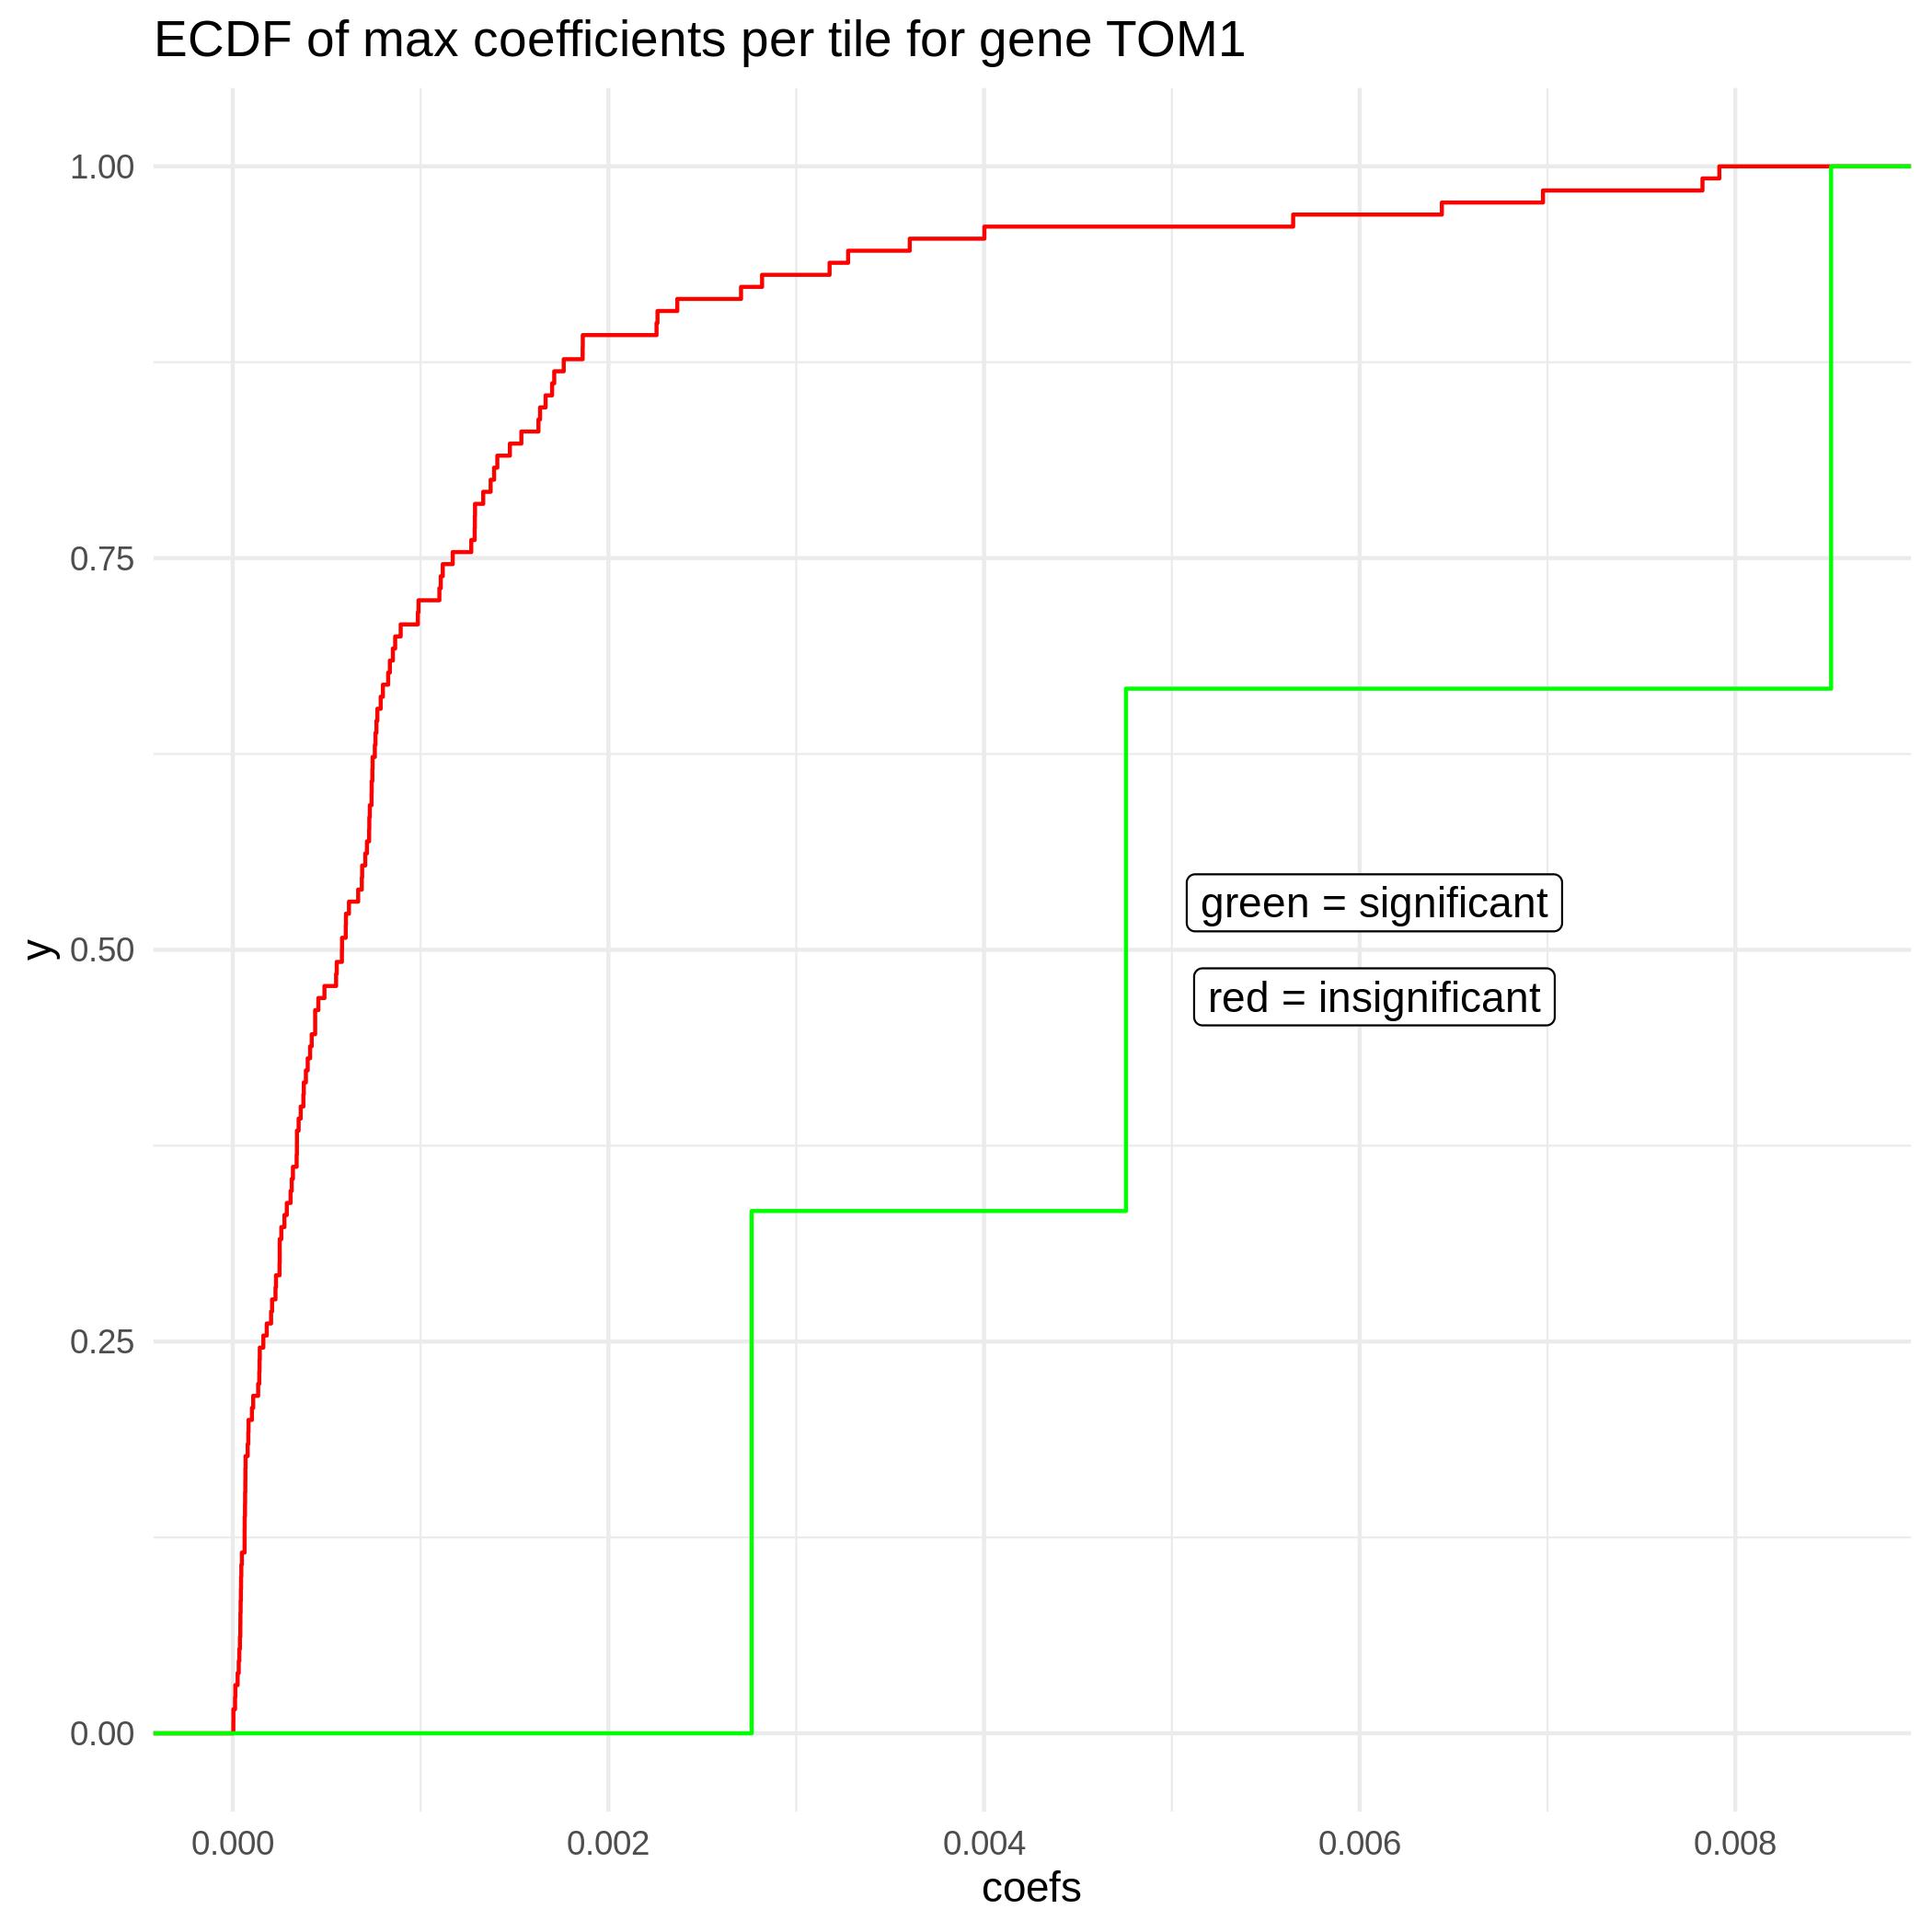 ECDF of max coefficients per tile for gene TOM1
1.00
0.75
0.50
0.25
0.00
y
green = significant
red = insignificant
0.000 0.002 0.004 0.006 0.008
coefs